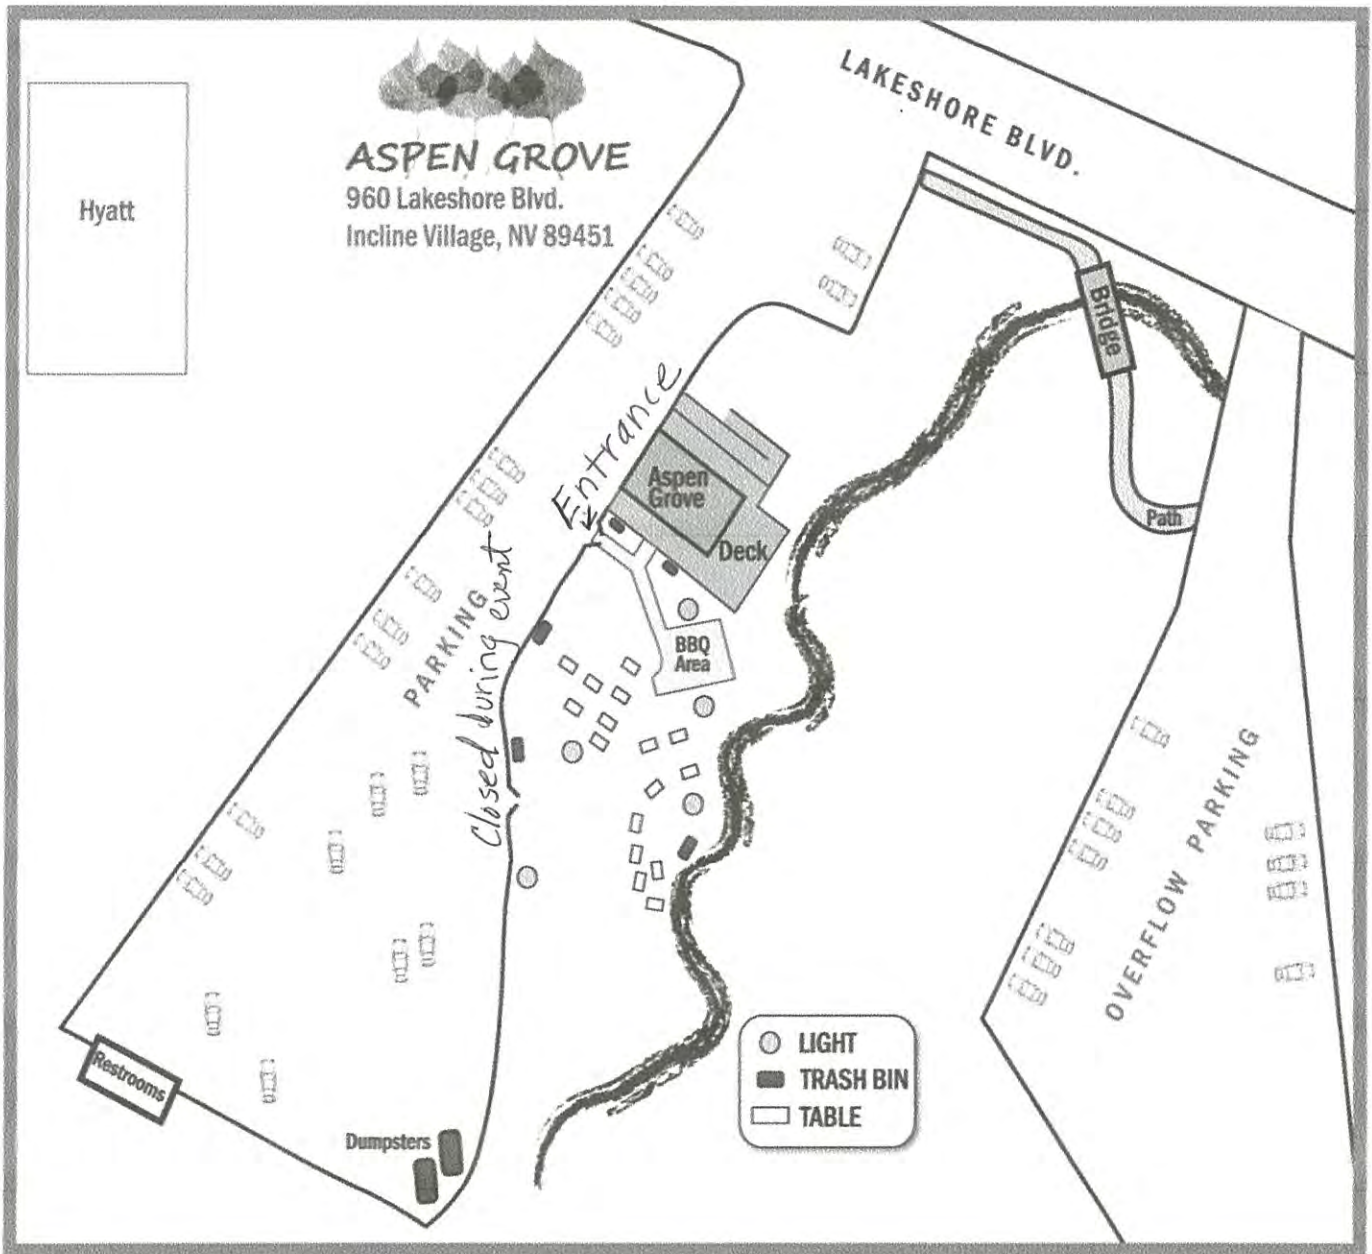 LAKESHORE BLVD.
ASPEN GROVE
960 Lakeshore Blvd.
Incline Village, NV 89451
Hyatt
Bridge
Entrance
Aspen
Grove
Deck
Path
Closed during event
PARKING
BBQ
Area
OVERFLOW PARKING
LIGHT
TRASH BIN
TABLE
Restrooms
Dumpsters